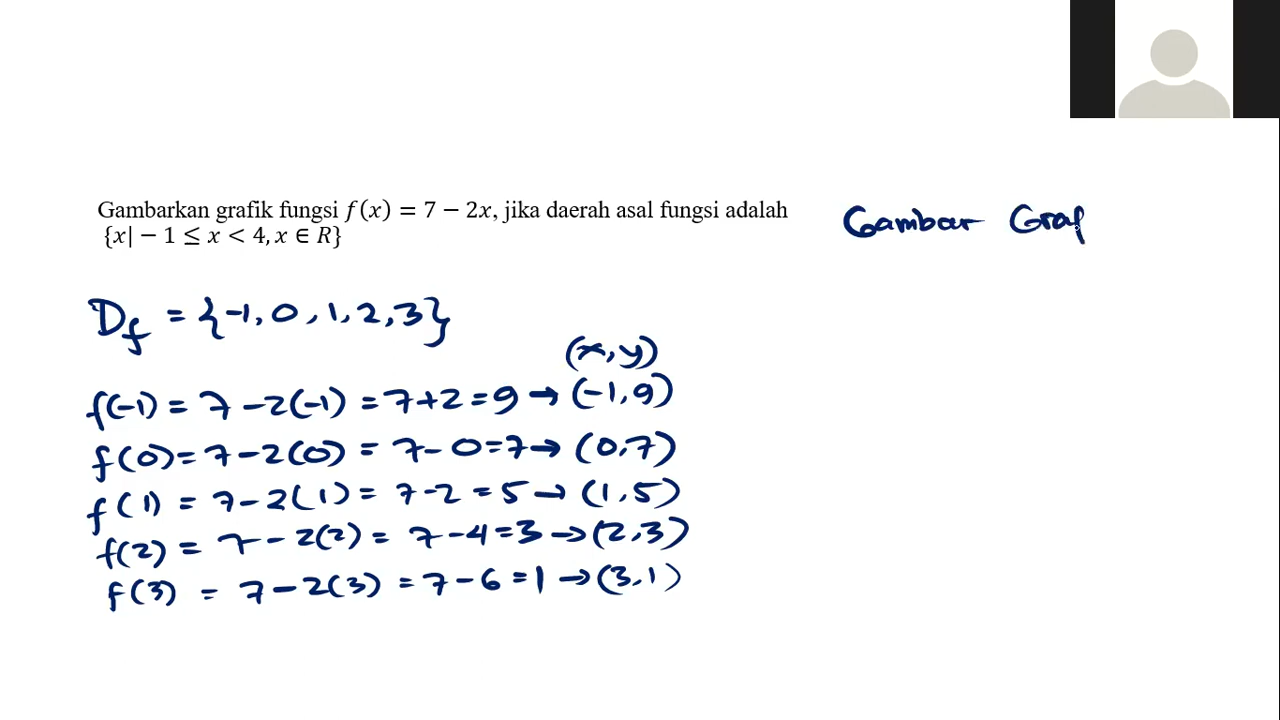 Gambarkan grafik fungsi f(x) = 7 − 2x, jika daerah asal fungsi adalah
{x| − 1 ≤ x < 4, x ∈ R}
Gambar Graf
Df = {-1, 0, 1, 2, 3}
(x, y)
f(-1) = 7 - 2(-1) = 7 + 2 = 9 → (-1, 9)
f(0) = 7 - 2(0) = 7 - 0 = 7 → (0, 7)
f(1) = 7 - 2(1) = 7 - 2 = 5 → (1, 5)
f(2) = 7 - 2(2) = 7 - 4 = 3 → (2, 3)
f(3) = 7 - 2(3) = 7 - 6 = 1 → (3, 1)